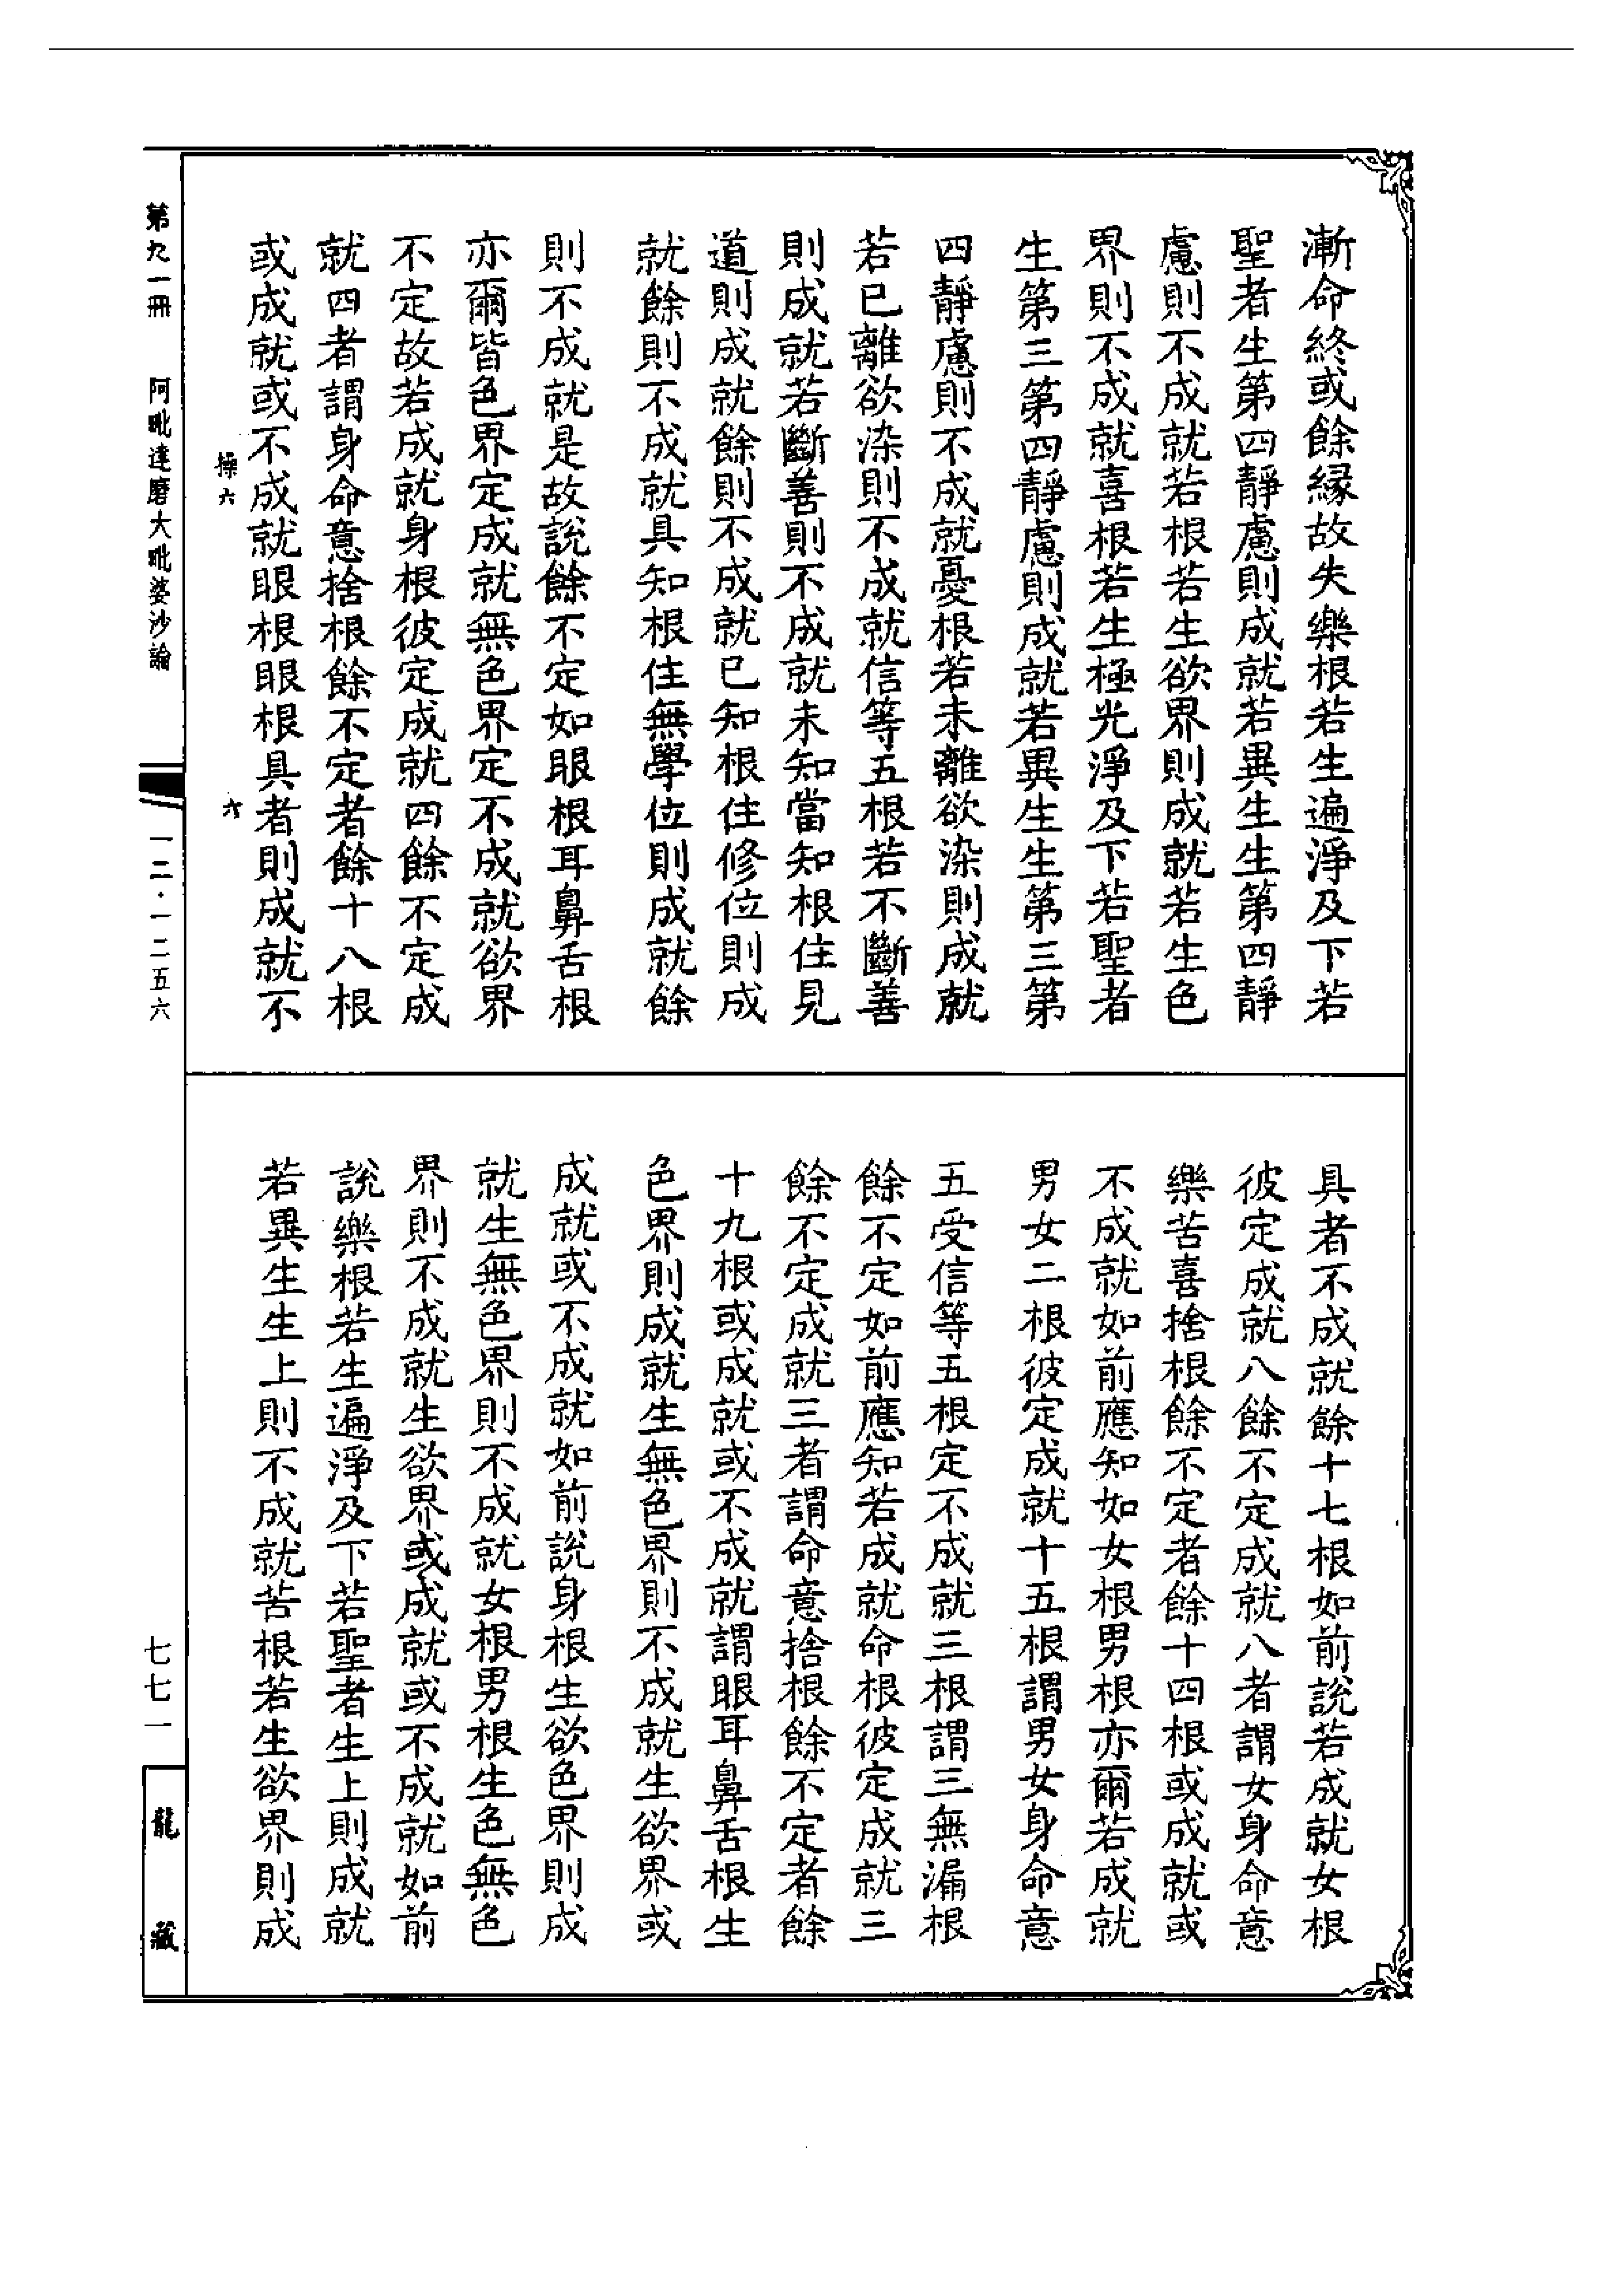 漸命終或餘緣故失樂根若生遍淨及下若
聖者生第四靜慮則成就若異生生第四靜
慮則不成就若根若生欲界則成就若生色
界則不成就喜根若生極光淨及下若聖者
生第三第四靜慮則成就若異生生第三第
四靜慮則不成就憂根若未離欲染則成就
若已離欲染則不成就信等五根若不斷善
則成就若斷善則不成就未知當知根住見
道則成就餘則不成就已知根住修位則成
就餘則不成就具知根住無學位則成就餘
則不成就是故說餘不定如眼根耳鼻舌根
亦爾皆色界定成就無色界定不成就欲界
不定故若成就身根彼定成就四餘不定成
就四者謂身命意捨根餘不定者餘十八根
或成就或不成就眼根眼根具者則成就不
具者不成就餘十七根如前說若成就女根
彼定成就八餘不定成就八者謂女身命意
樂苦喜捨根餘不定者餘十四根或成就或
不成就如前應知如女根男根亦爾若成就
男女二根彼定成就十五根謂男女身命意
五受信等五根定不成就三根謂三無漏根
餘不定如前應知若成就命根彼定成就三
餘不定成就三者謂命意捨根餘不定者餘
十九根或成就或不成就謂眼耳鼻舌根生
色界則成就生無色界則不成就生欲界或
成就或不成就如前說身根生欲色界則成
就生無色界則不成就女根男根生色無色
界則不成就生欲界或成就或不成就如前
說樂根若生遍淨及下若聖者生上則成就
若異生生上則不成就苦根若生欲界則成
操六
六
第九一冊 阿毗達磨大毗婆沙論
一二·一二五六
七七一
龍藏